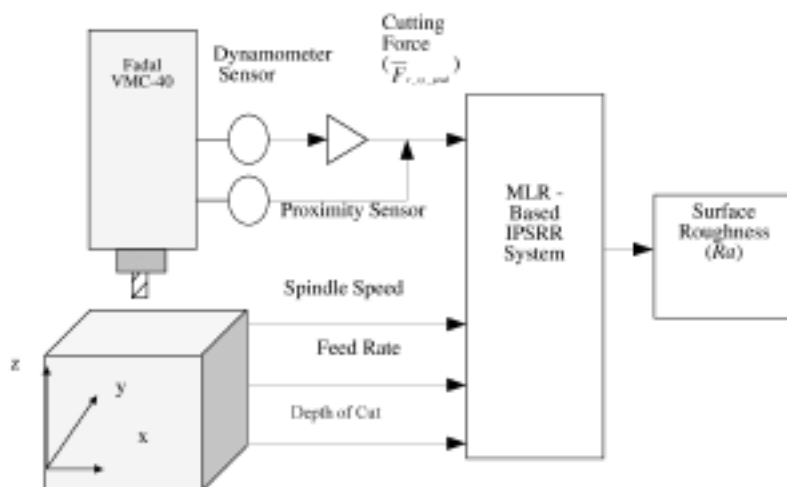 Fadal
VMC-40
Dynamometer
Sensor
Cutting
Force
Proximity Sensor
MLR -
Based
IPSRR
System
Surface
Roughness
(Ra)
Spindle Speed
Feed Rate
Depth of Cut
z
y
x